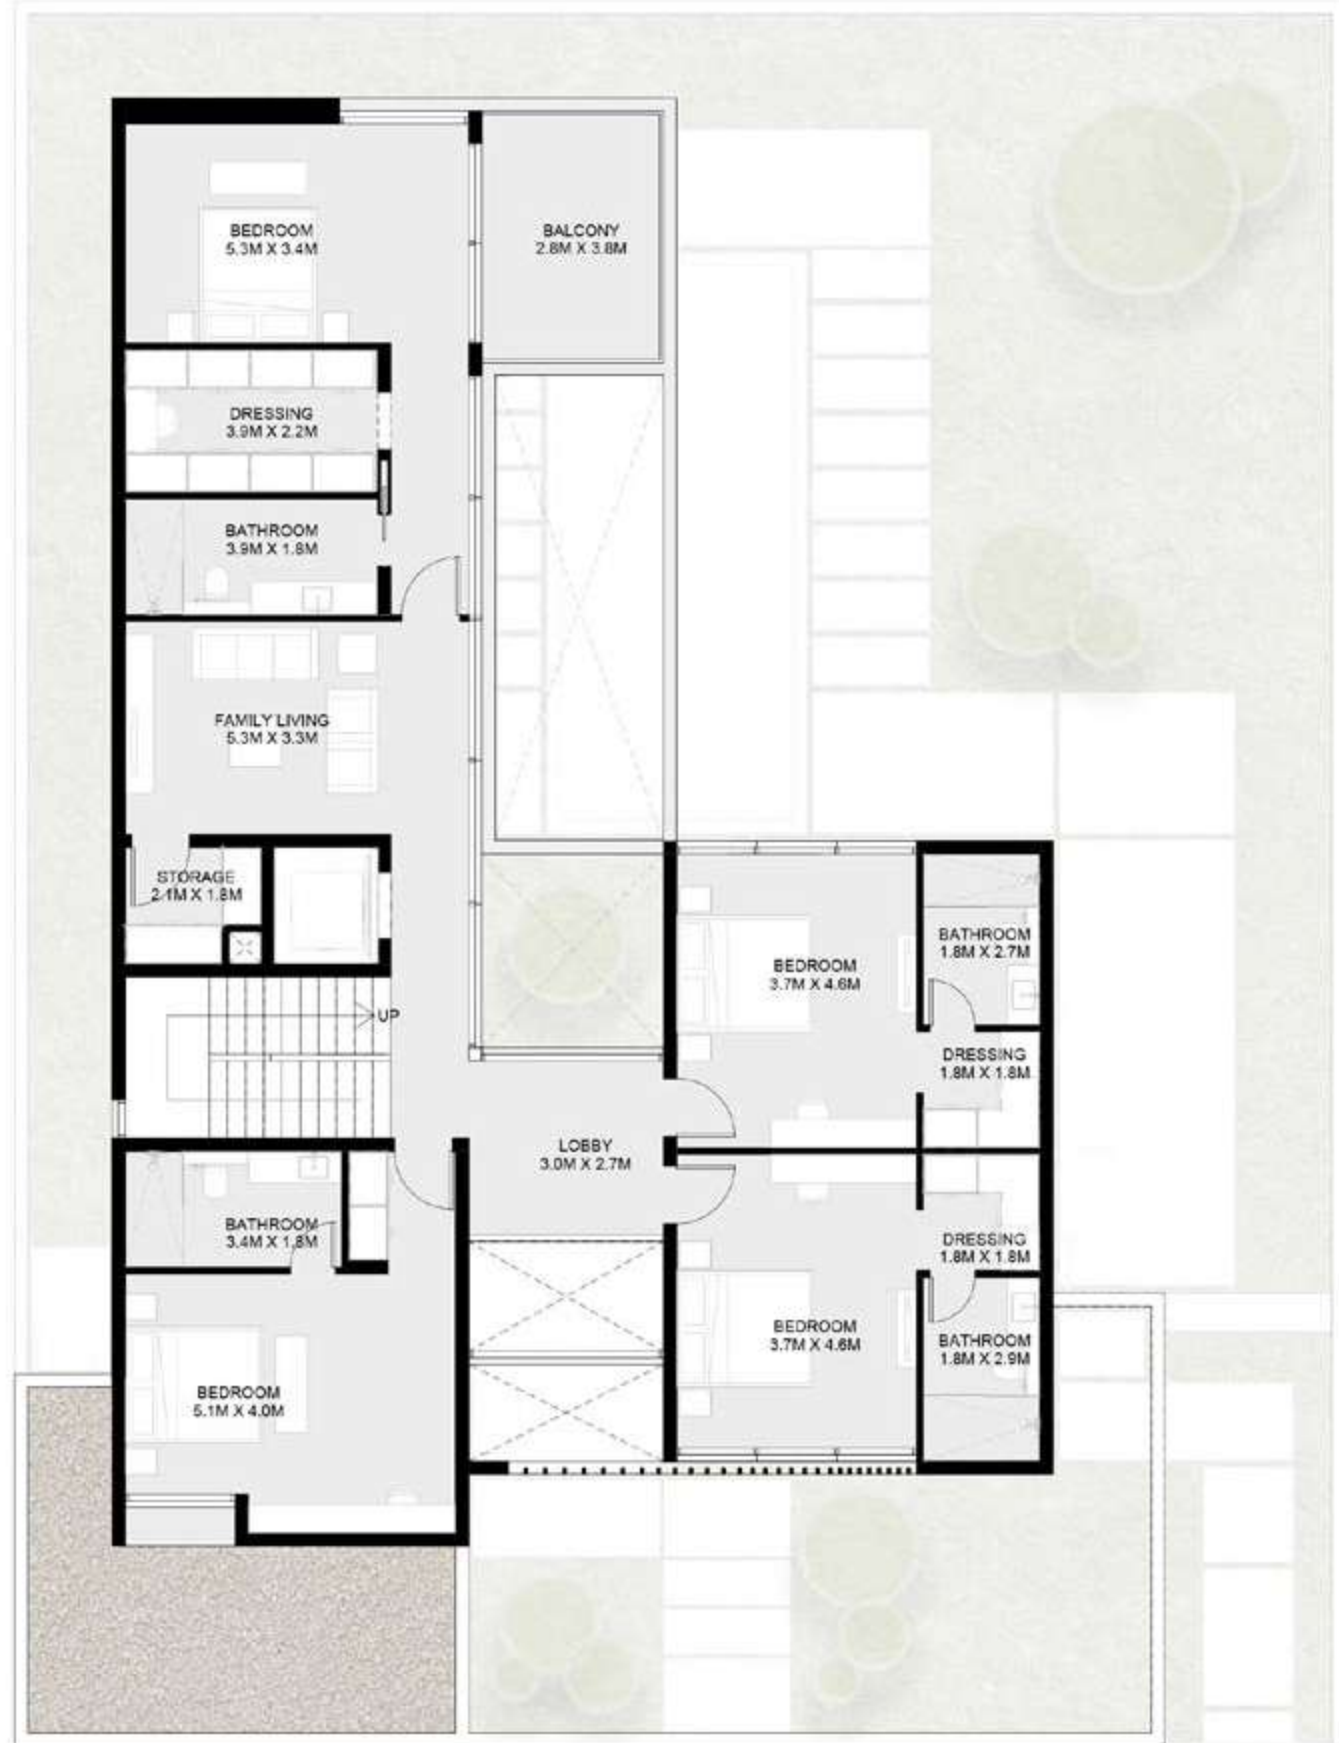 BEDROOM
5.3M X 3.4M
BALCONY
2.8M X 3.8M
DRESSING
3.9M X 2.2M
BATHROOM
3.9M X 1.8M
FAMILY LIVING
5.3M X 3.3M
STORAGE
2.1M X 1.8M
UP
BEDROOM
3.7M X 4.6M
BATHROOM
1.8M X 2.7M
DRESSING
1.8M X 1.8M
LOBBY
3.0M X 2.7M
BATHROOM
3.4M X 1.8M
DRESSING
1.8M X 1.8M
BEDROOM
3.7M X 4.6M
BATHROOM
1.8M X 2.9M
BEDROOM
5.1M X 4.0M